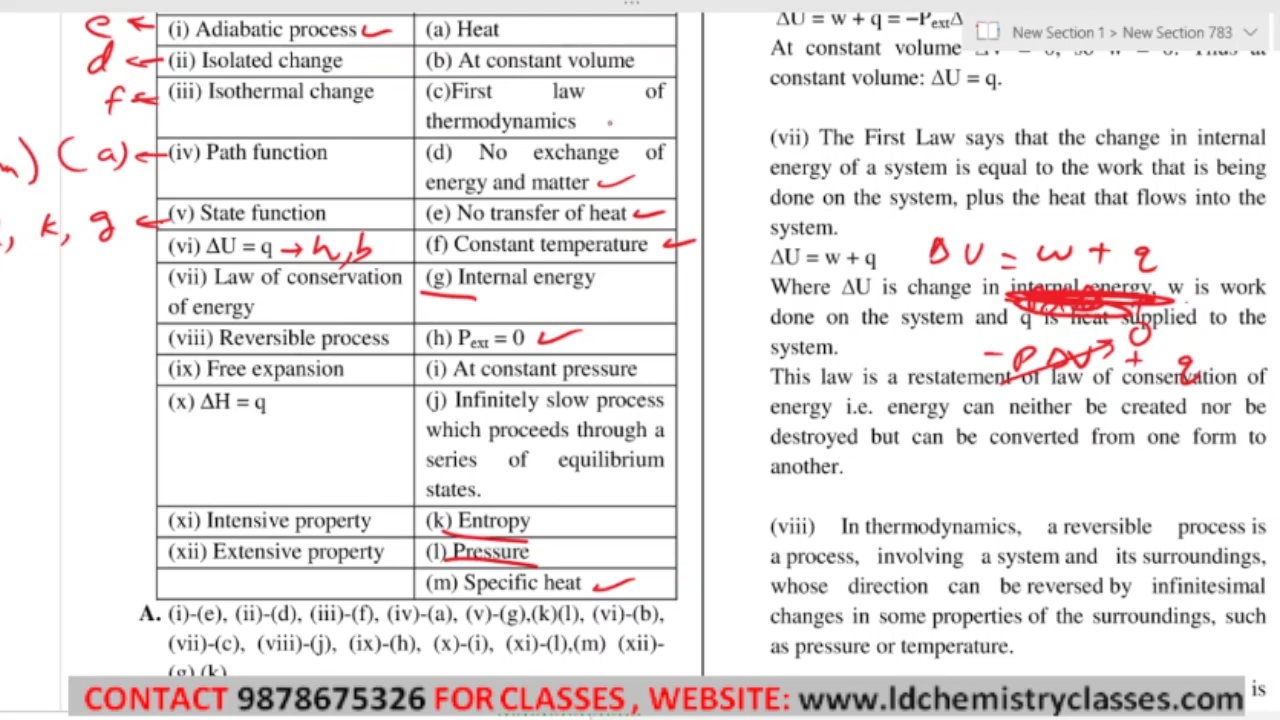 (i) Adiabatic process (a) Heat
(ii) Isolated change (b) At constant volume
(iii) Isothermal change (c)First law of
thermodynamics
(iv) Path function (d) No exchange of
energy and matter
(v) State function (e) No transfer of heat
(vi) ΔU = q → h, b (f) Constant temperature
(vii) Law of conservation (g) Internal energy
of energy
(viii) Reversible process (h) Pext = 0
(ix) Free expansion (i) At constant pressure
(x) ΔH = q (j) Infinitely slow process
which proceeds through a
series of equilibrium
states.
(xi) Intensive property (k) Entropy
(xii) Extensive property (l) Pressure
(m) Specific heat
A. (i)-(e), (ii)-(d), (iii)-(f), (iv)-(a), (v)-(g),(k)(l), (vi)-(b),
(vii)-(c), (viii)-(j), (ix)-(h), (x)-(i), (xi)-(l),(m) (xii)-
(g),(k)
e
d
f
m) (a)
, k, g
ΔU = w + q = –PextΔ
New Section 1 > New Section 783
At constant volume
constant volume: ΔU = q.
(vii) The First Law says that the change in internal
energy of a system is equal to the work that is being
done on the system, plus the heat that flows into the
system.
ΔU = w + q ΔU = w + q
Where ΔU is change in internal energy, w is work
done on the system and q is heat supplied to the
system.
- PΔV 0 + q
This law is a restatement of law of conservation of
energy i.e. energy can neither be created nor be
destroyed but can be converted from one form to
another.
(viii) In thermodynamics, a reversible process is
a process, involving a system and its surroundings,
whose direction can be reversed by infinitesimal
changes in some properties of the surroundings, such
as pressure or temperature.
is
CONTACT 9878675326 FOR CLASSES , WEBSITE: www.ldchemistryclasses.com